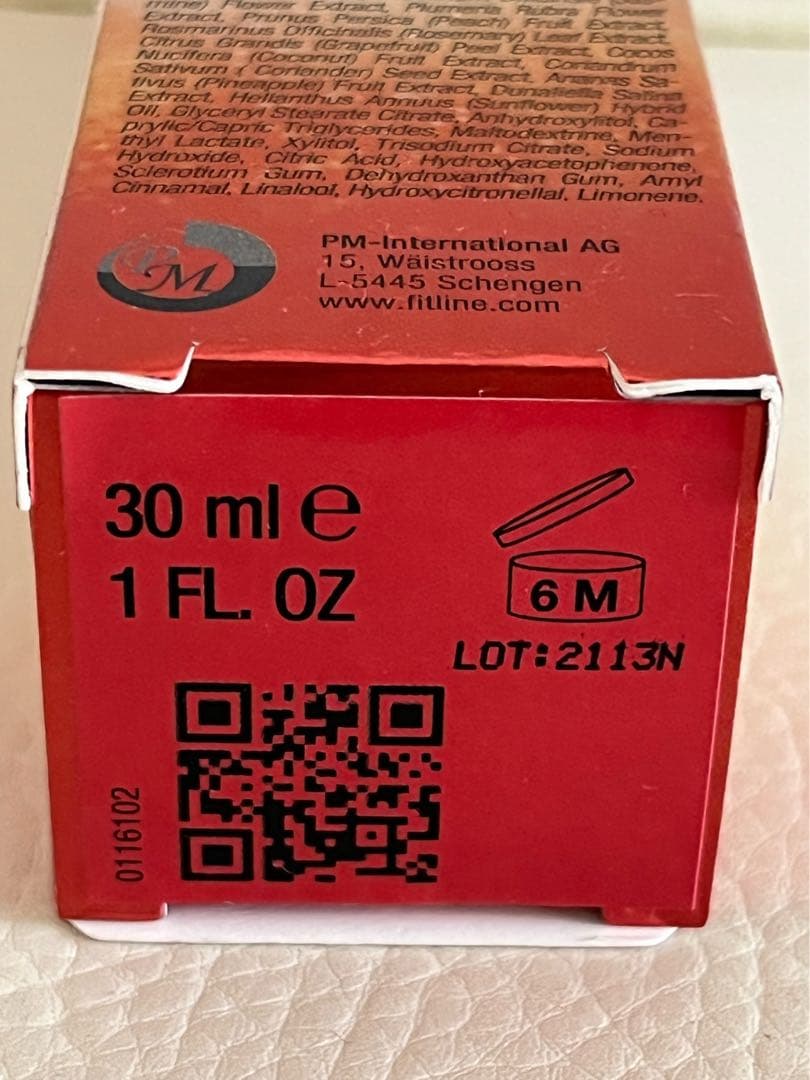 mine) Flower Extract, Plumeria Rubra Flower
Extract, Prunus Persica (Peach) Fruit Extract,
Rosmarinus Officinalis (Rosemary) Leaf Extract,
Citrus Grandis (Grapefruit) Peel Extract, Cocos
Nucifera (Coconut) Fruit Extract, Coriandrum
Sativum ( Coriander) Seed Extract, Ananas Sa-
tivus (Pineapple) Fruit Extract, Dunaliella Salina
Extract, Helianthus Annuus (Sunflower) Hybrid
Oil, Glyceryl Stearate Citrate, Anhydroxylitol, Ca-
prylic/Capric Triglycerides, Maltodextrine, Men-
thyl Lactate, Xylitol, Trisodium Citrate, Sodium
Hydroxide, Citric Acid, Hydroxyacetophenone,
Sclerotium Gum, Dehydroxanthan Gum, Amyl
Cinnamal, Linalool, Hydroxycitronellal, Limonene.
PM
PM-International AG
15, Wäistrooss
L-5445 Schengen
www.fitline.com
30 ml e
1 FL. OZ
6 M
LOT:2113N
0116102